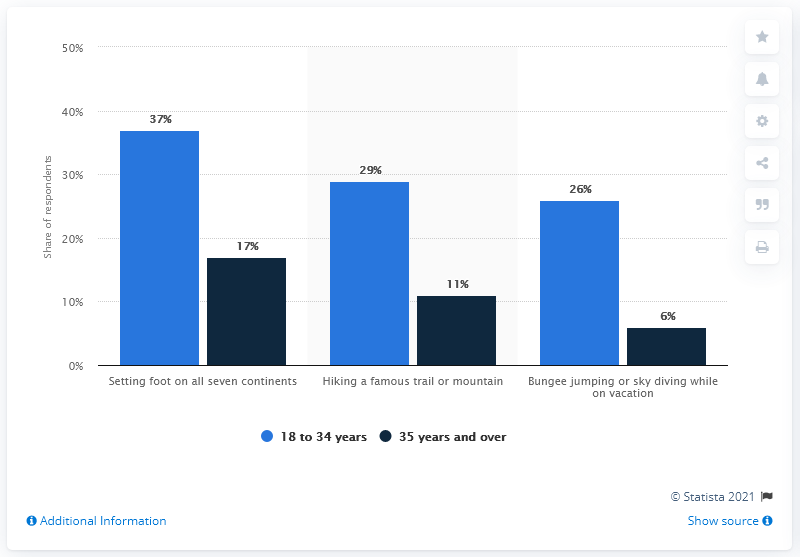 50%
40%
30%
20%
10%
0%
Share of respondents
37%
17%
29%
11%
26%
6%
Setting foot on all seven continents
Hiking a famous trail or mountain
Bungee jumping or sky diving while
on vacation
18 to 34 years
35 years and over
© Statista 2021
Additional Information
Show source